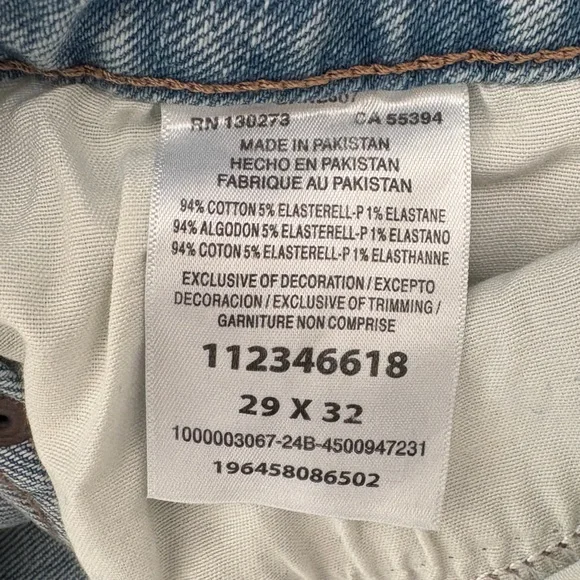 RN 130273 CA 55394
MADE IN PAKISTAN
HECHO EN PAKISTAN
FABRIQUE AU PAKISTAN
94% COTTON 5% ELASTERELL-P 1% ELASTANE
94% ALGODON 5% ELASTERELL-P 1% ELASTANO
94% COTON 5% ELASTERELL-P 1% ELASTHANNE
EXCLUSIVE OF DECORATION / EXCEPTO
DECORACION / EXCLUSIVE OF TRIMMING /
GARNITURE NON COMPRISE
112346618
29 X 32
1000003067-24B-4500947231
196458086502